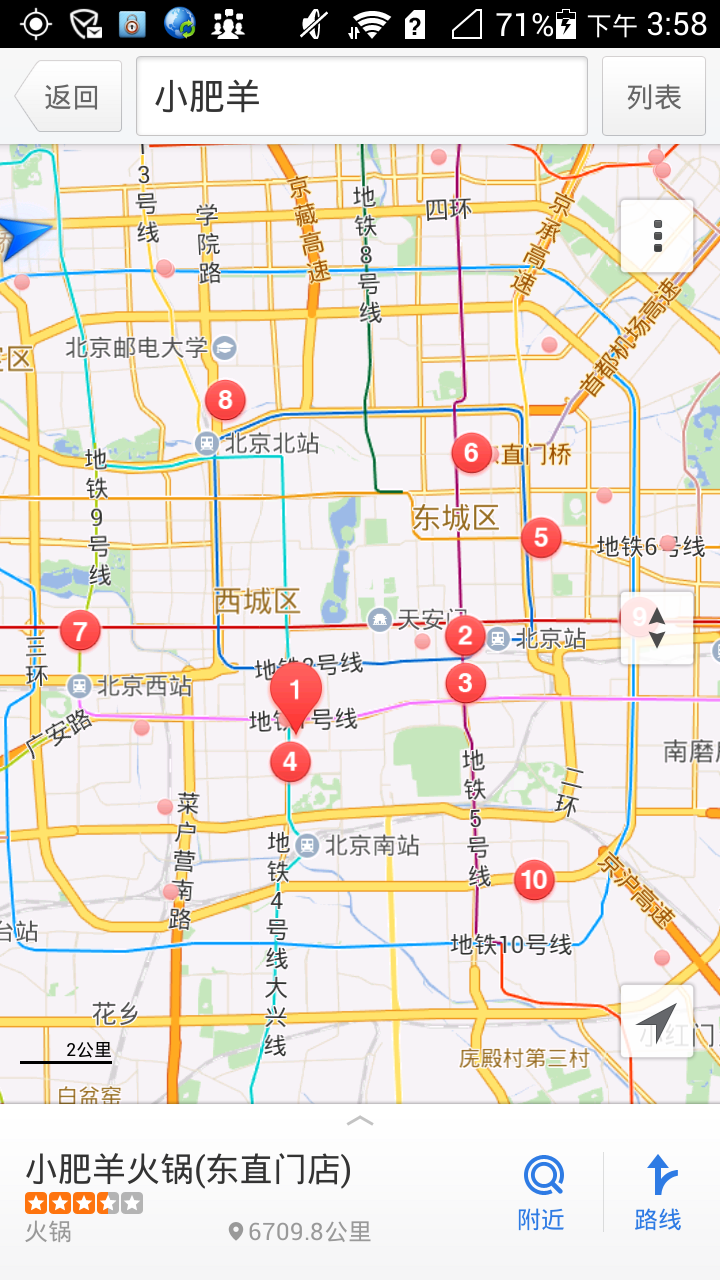 71% 下午 3:58
返回
小肥羊
列表
13号线
学院路
京藏高速
地铁8号线
四环
京承高速
首都机场高速
北京邮电大学
8
北京北站
6
直门桥
地铁9号线
东城区
5
地铁6号线
西城区
7
天安门
2
北京站
9
三环
地铁2号线
北京西站
1
3
广安路
地铁7号线
4
南磨房
地铁5号线
二环
菜户营南路
北京南站
地铁4号线大兴线
10
京沪高速
台站
地铁10号线
花乡
小红门
2公里
庑殿村第三村
白盆窑
小肥羊火锅(东直门店)
火锅
6709.8公里
附近
路线